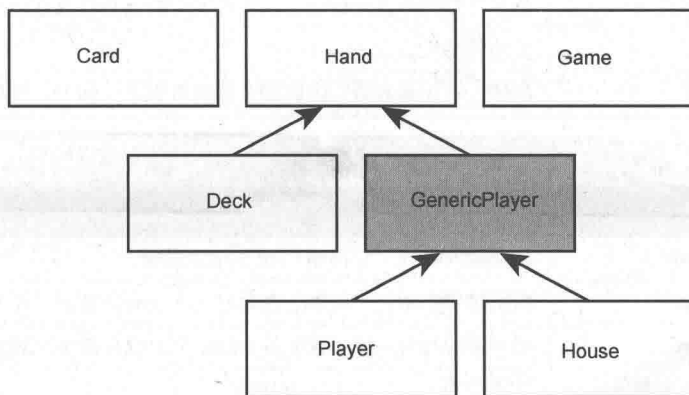 Card
Hand
Game
Deck
GenericPlayer
Player
House